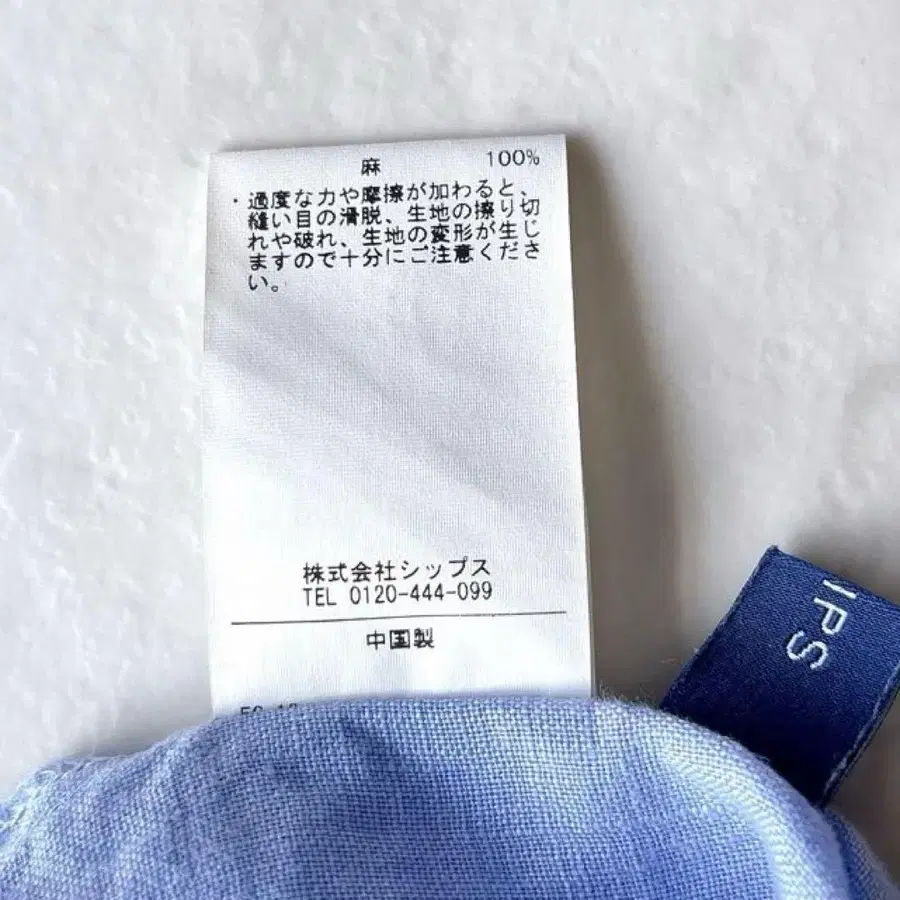 麻 100%
・過度な力や摩擦が加わると、
縫い目の滑脱、生地の擦り切
れや破れ、生地の変形が生じ
ますので十分にご注意くださ
い。
株式会社シップス
TEL 0120-444-099
中国製
IPS